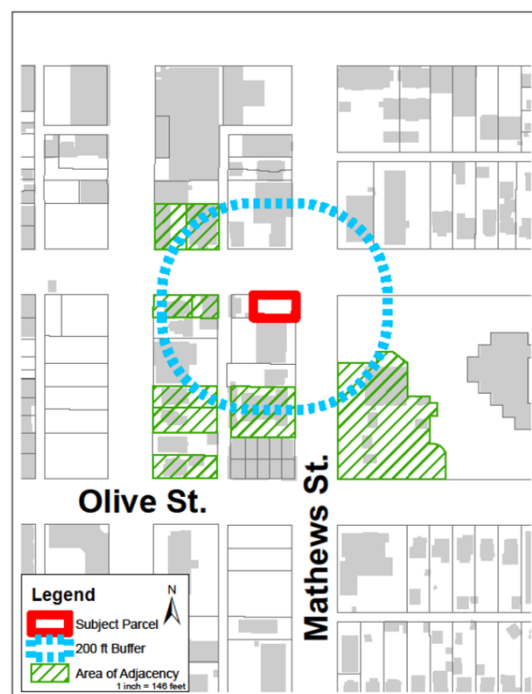 Olive St.
Mathews St.
Legend
N
Subject Parcel
200 ft Buffer
Area of Adjacency
1 inch = 146 feet